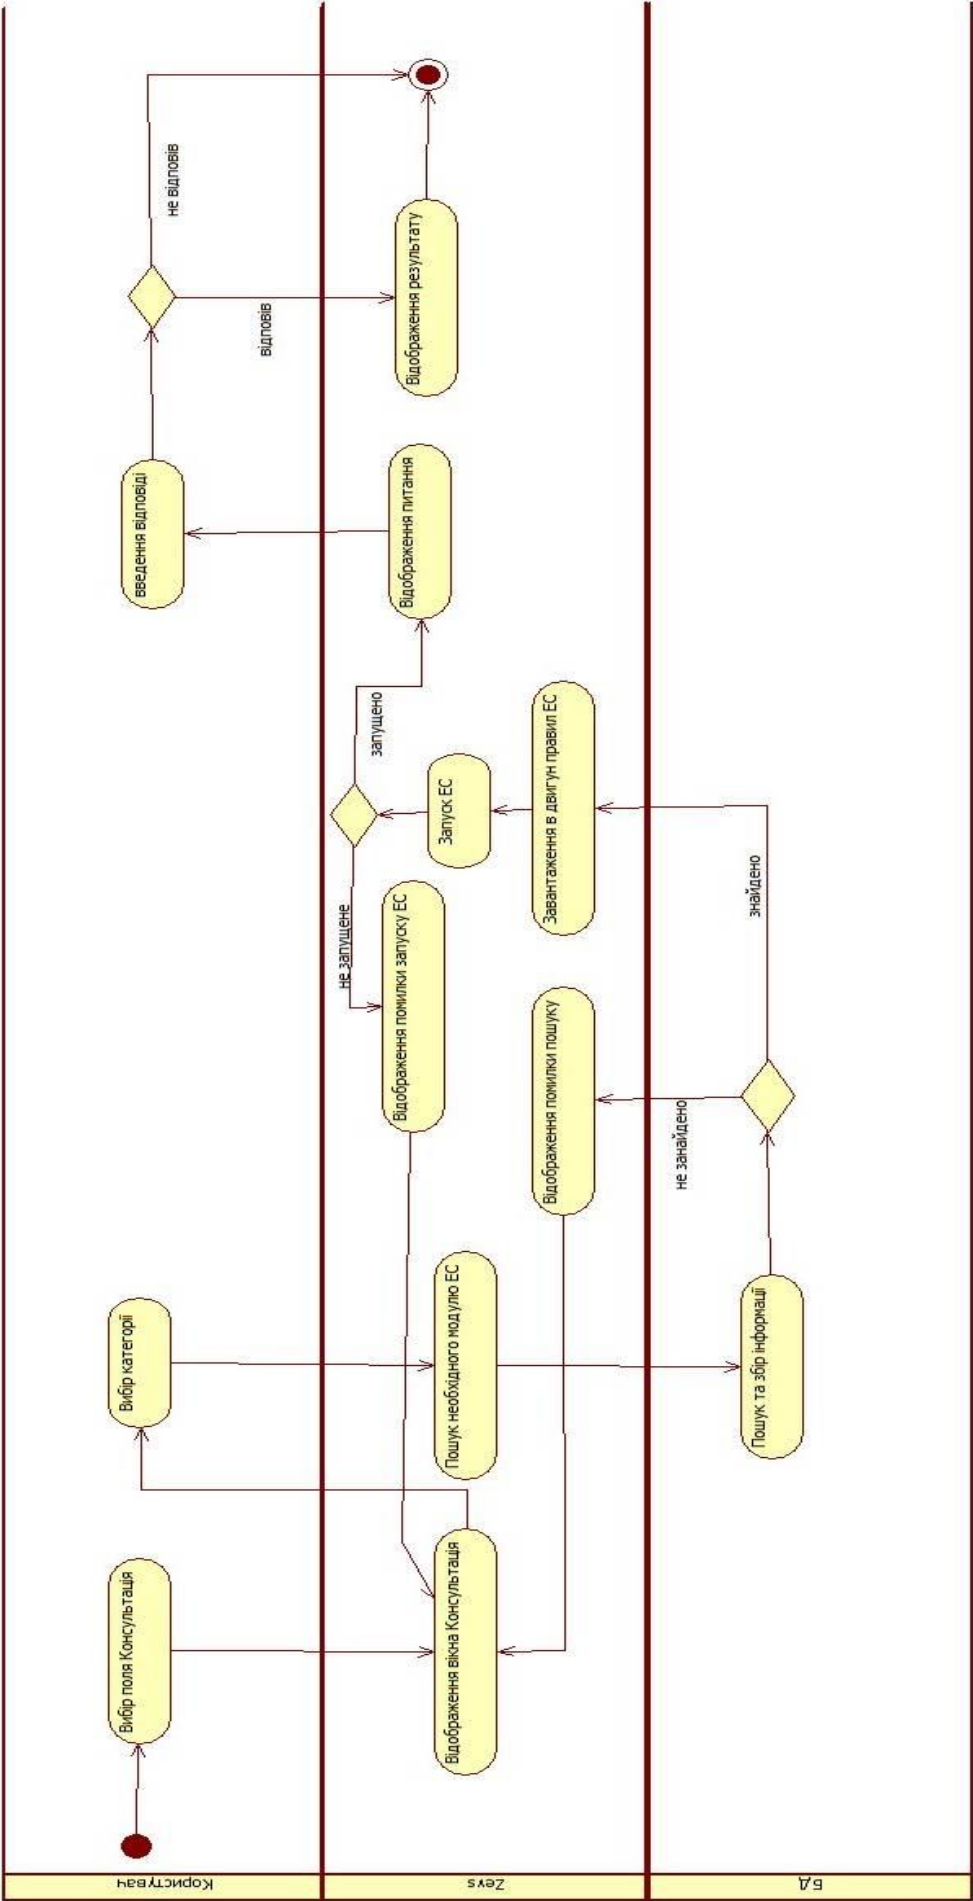 Користувач
Вибір поля Консультація
Вибір категорії
введення відповіді
не відповів
відповів
Zevs
Відображення вікна Консультація
Пошук необхідного модулю ЕС
Відображення помилки запуску ЕС
не запущене
запущено
Запуск ЕС
Відображення помилки пошуку
Завантаження в двигун правил ЕС
Відображення питання
Відображення результату
БД
Пошук та збір інформації
не занайдено
знайдено